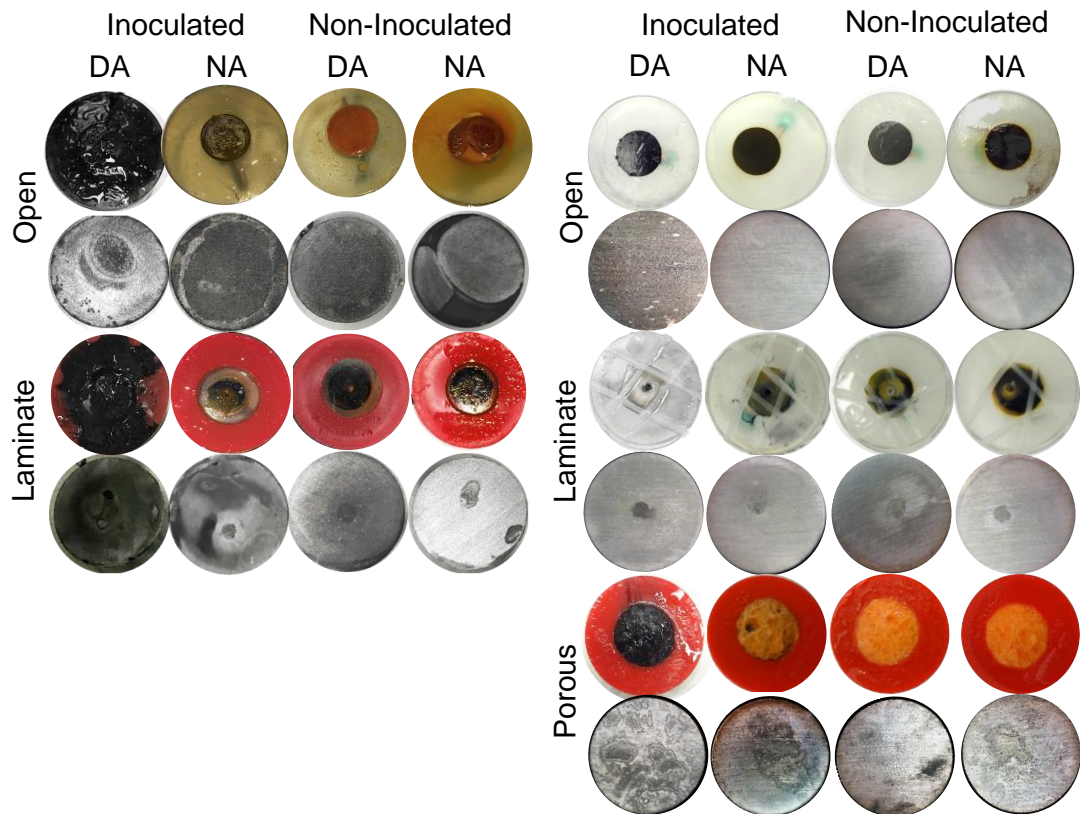 Inoculated Non-Inoculated
DA NA DA NA
Open
Laminate
Inoculated Non-Inoculated
DA NA DA NA
Open
Laminate
Porous